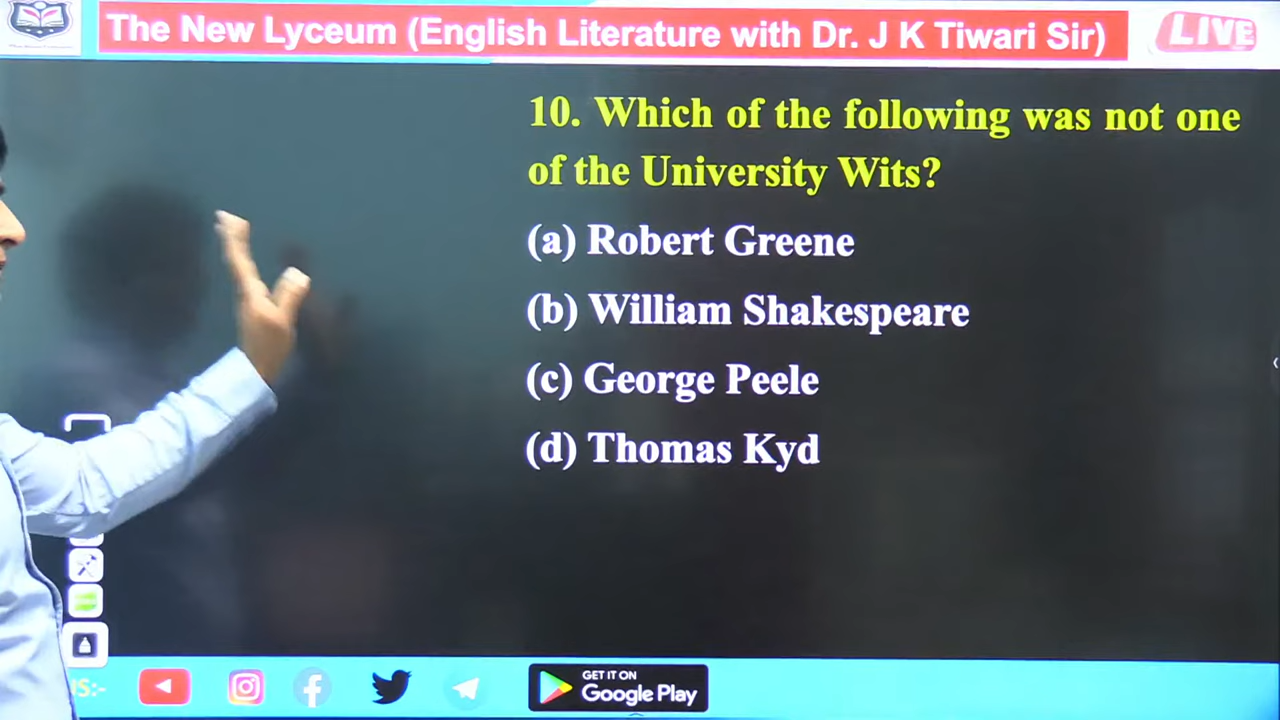 The New Lyceum (English Literature with Dr. J K Tiwari Sir)
LIVE
10. Which of the following was not one
of the University Wits?
(a) Robert Greene
(b) William Shakespeare
(c) George Peele
(d) Thomas Kyd
GET IT ON
Google Play